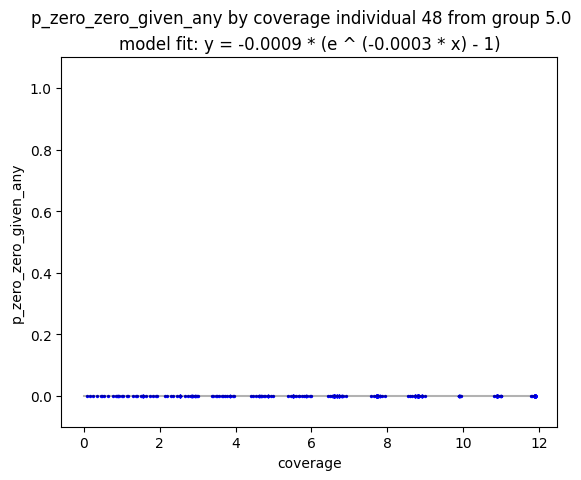 p_zero_zero_given_any by coverage individual 48 from group 5.0
model fit: y = -0.0009 * (e ^ (-0.0003 * x) - 1)
1.0
0.8
0.6
0.4
0.2
0.0
p_zero_zero_given_any
0 2 4 6 8 10 12
coverage